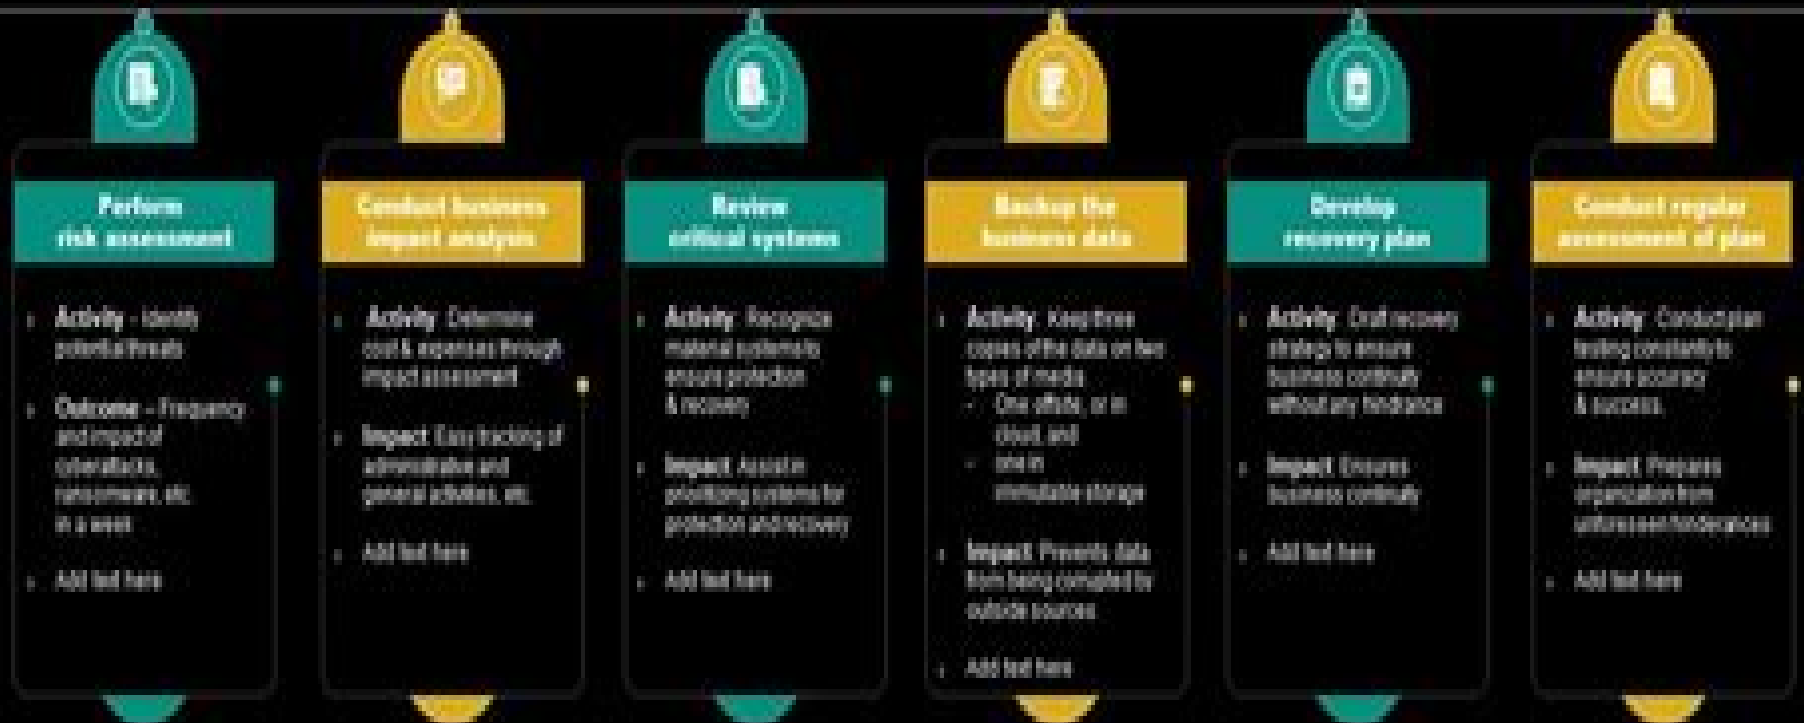 Perform
risk assessment
Activity - Identify
potential threats
Outcome – Frequency
and impact of
cyberattacks,
ransomware, etc.
in a week
Add text here
Conduct business
impact analysis
Activity Determine
cost & expenses through
impact assessment
Impact Easy tracking of
administrative and
general activities, etc.
Add text here
Review
critical systems
Activity Recognize
material systems to
ensure protection
& recovery
Impact Assist in
prioritizing systems for
protection and recovery
Add text here
Backup the
business data
Activity Keep three
copies of the data on two
types of media
- One offsite, or in
cloud, and
- one in
immutable storage
Impact Prevents data
from being corrupted by
outside sources
Add text here
Develop
recovery plan
Activity Draft recovery
strategy to ensure
business continuity
without any hindrance
Impact Ensures
business continuity
Add text here
Conduct regular
assessment of plan
Activity Conduct plan
testing constantly to
ensure accuracy
& success.
Impact Prepares
organization from
unforeseen hinderances
Add text here